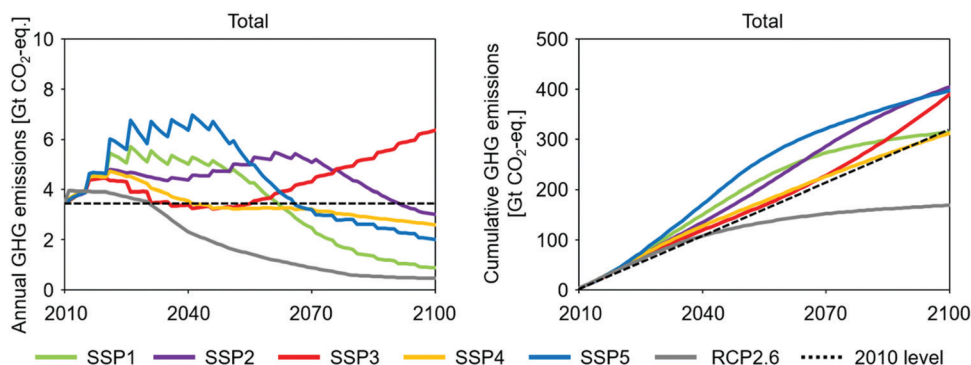 Total
Annual GHG emissions [Gt CO₂-eq.]
10
8
6
4
2
0
2010 2040 2070 2100
Total
Cumulative GHG emissions
[Gt CO₂-eq.]
500
400
300
200
100
0
2010 2040 2070 2100
SSP1 SSP2 SSP3 SSP4 SSP5 RCP2.6 2010 level